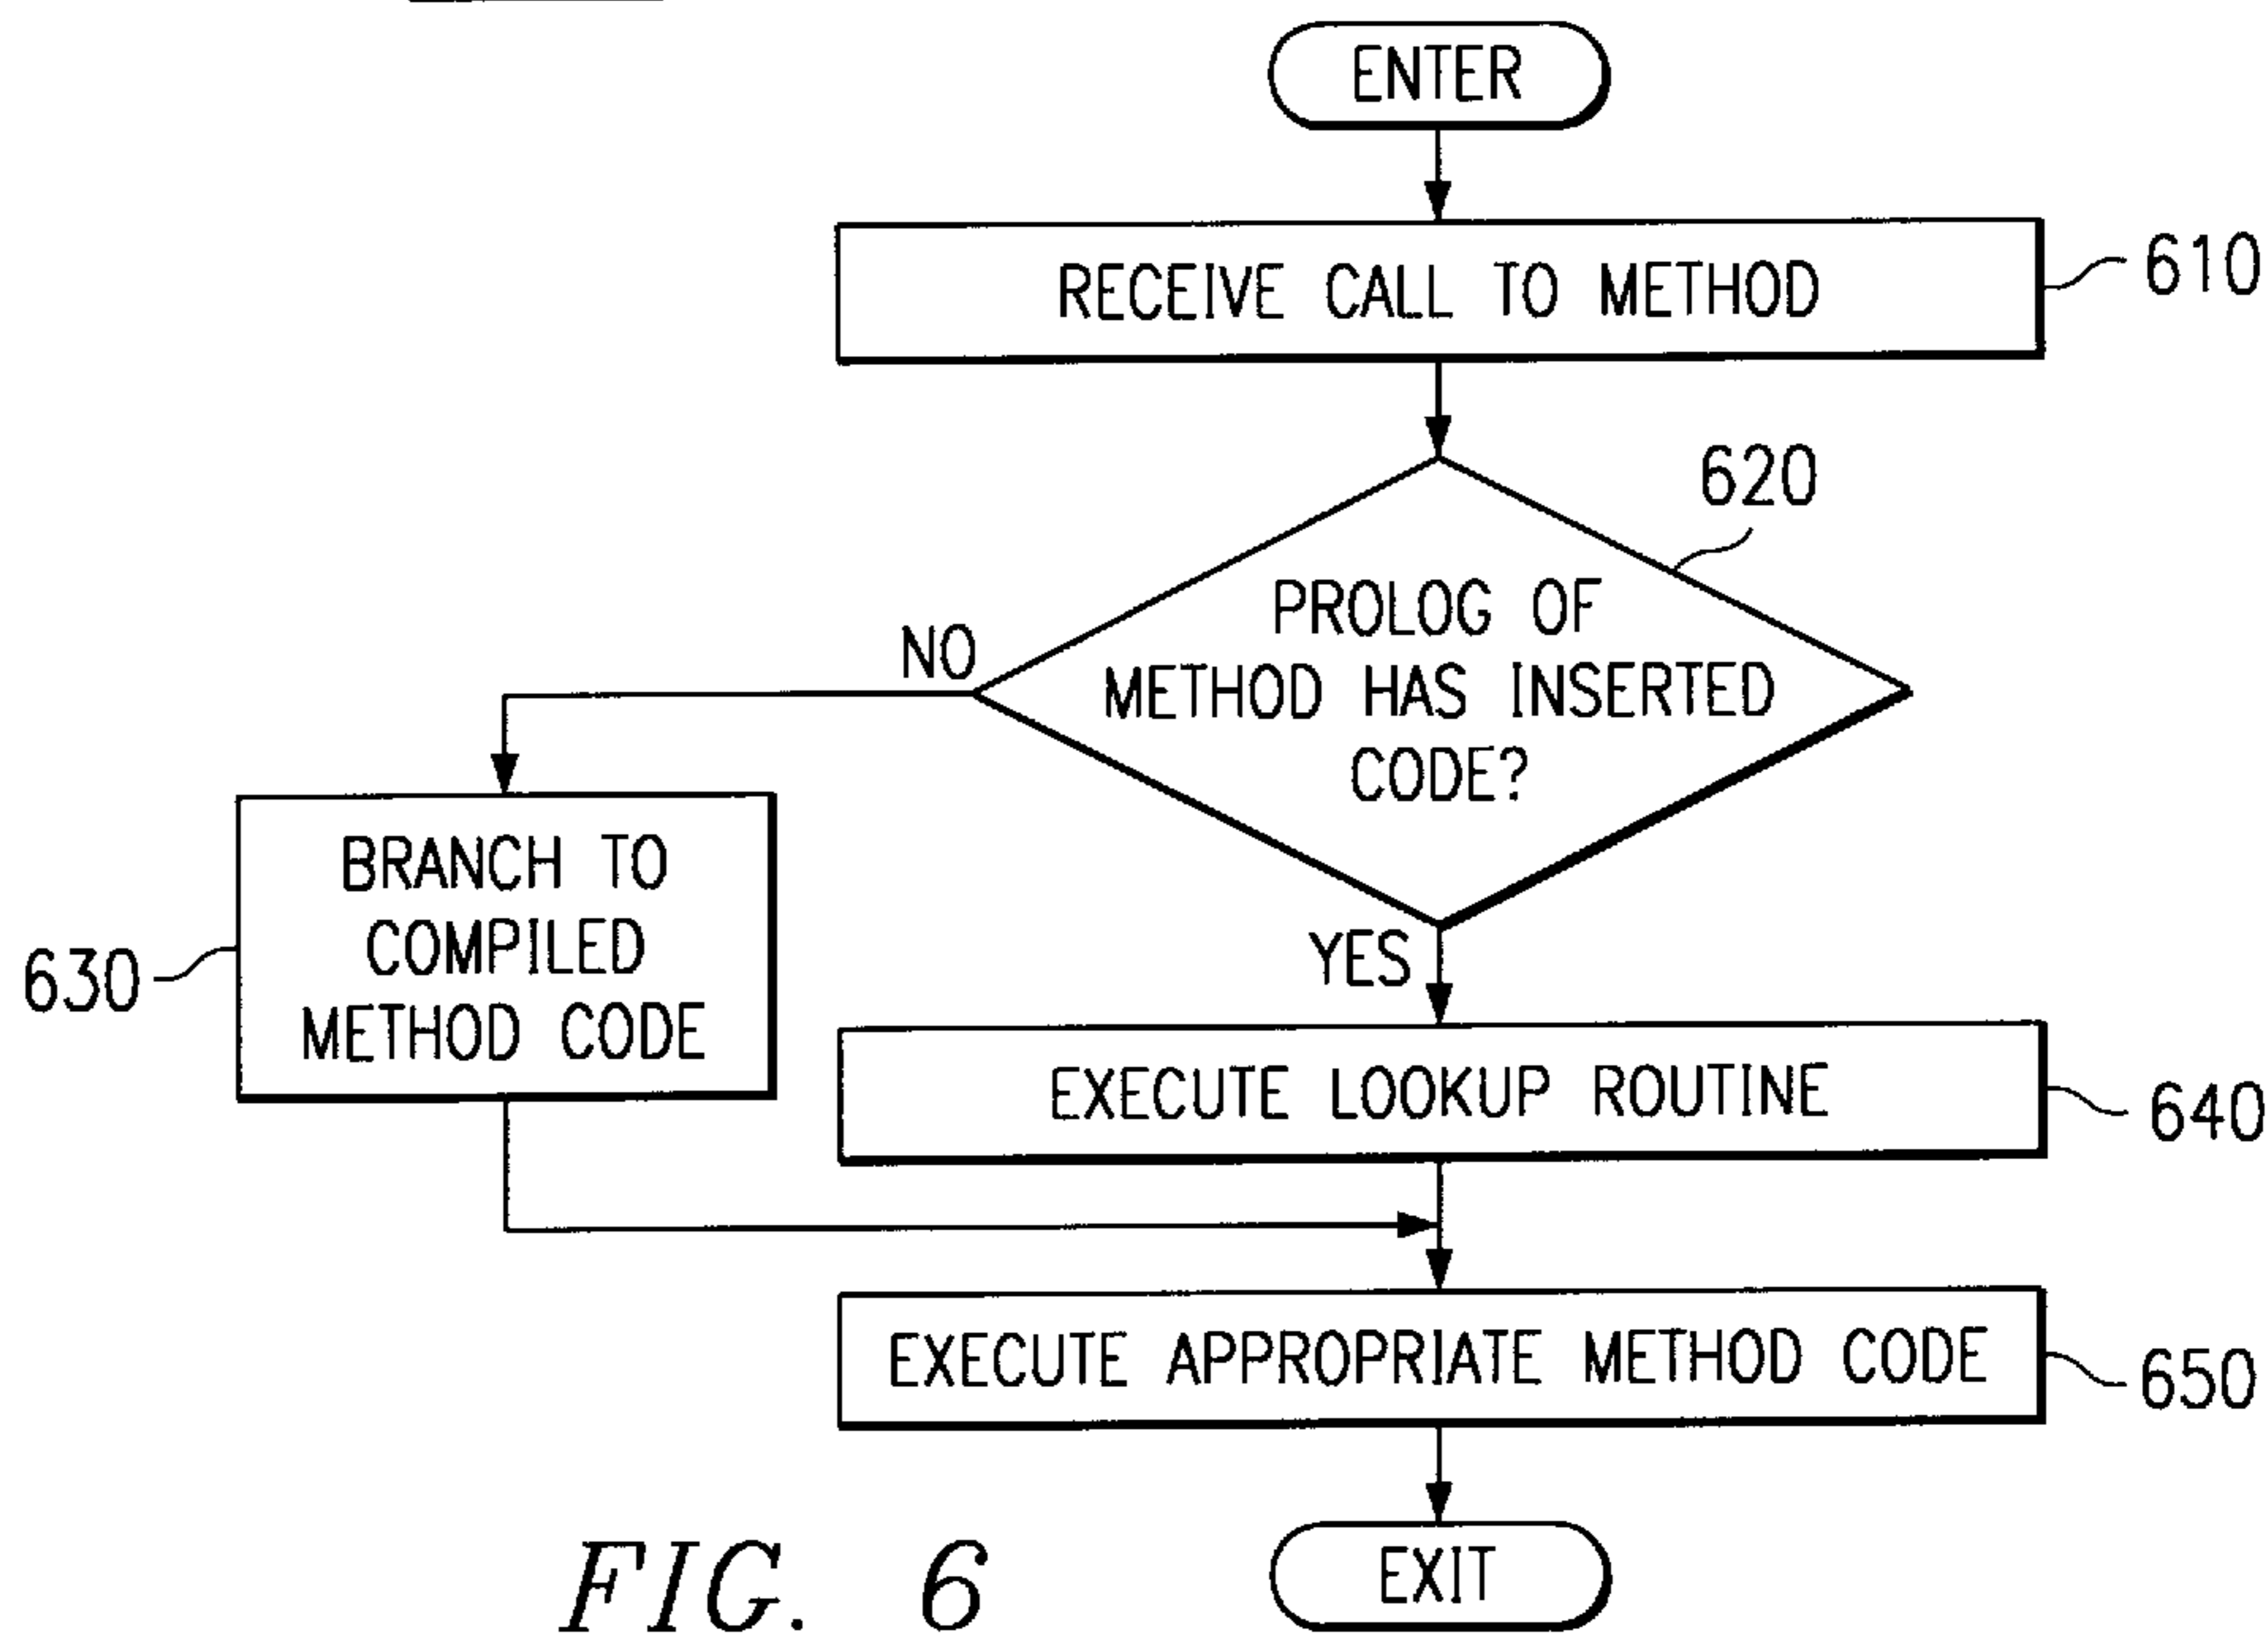 ENTER
RECEIVE CALL TO METHOD
610
620
PROLOG OF
METHOD HAS INSERTED
CODE?
NO
YES
BRANCH TO
COMPILED
METHOD CODE
630
EXECUTE LOOKUP ROUTINE
640
EXECUTE APPROPRIATE METHOD CODE
650
EXIT
FIG. 6